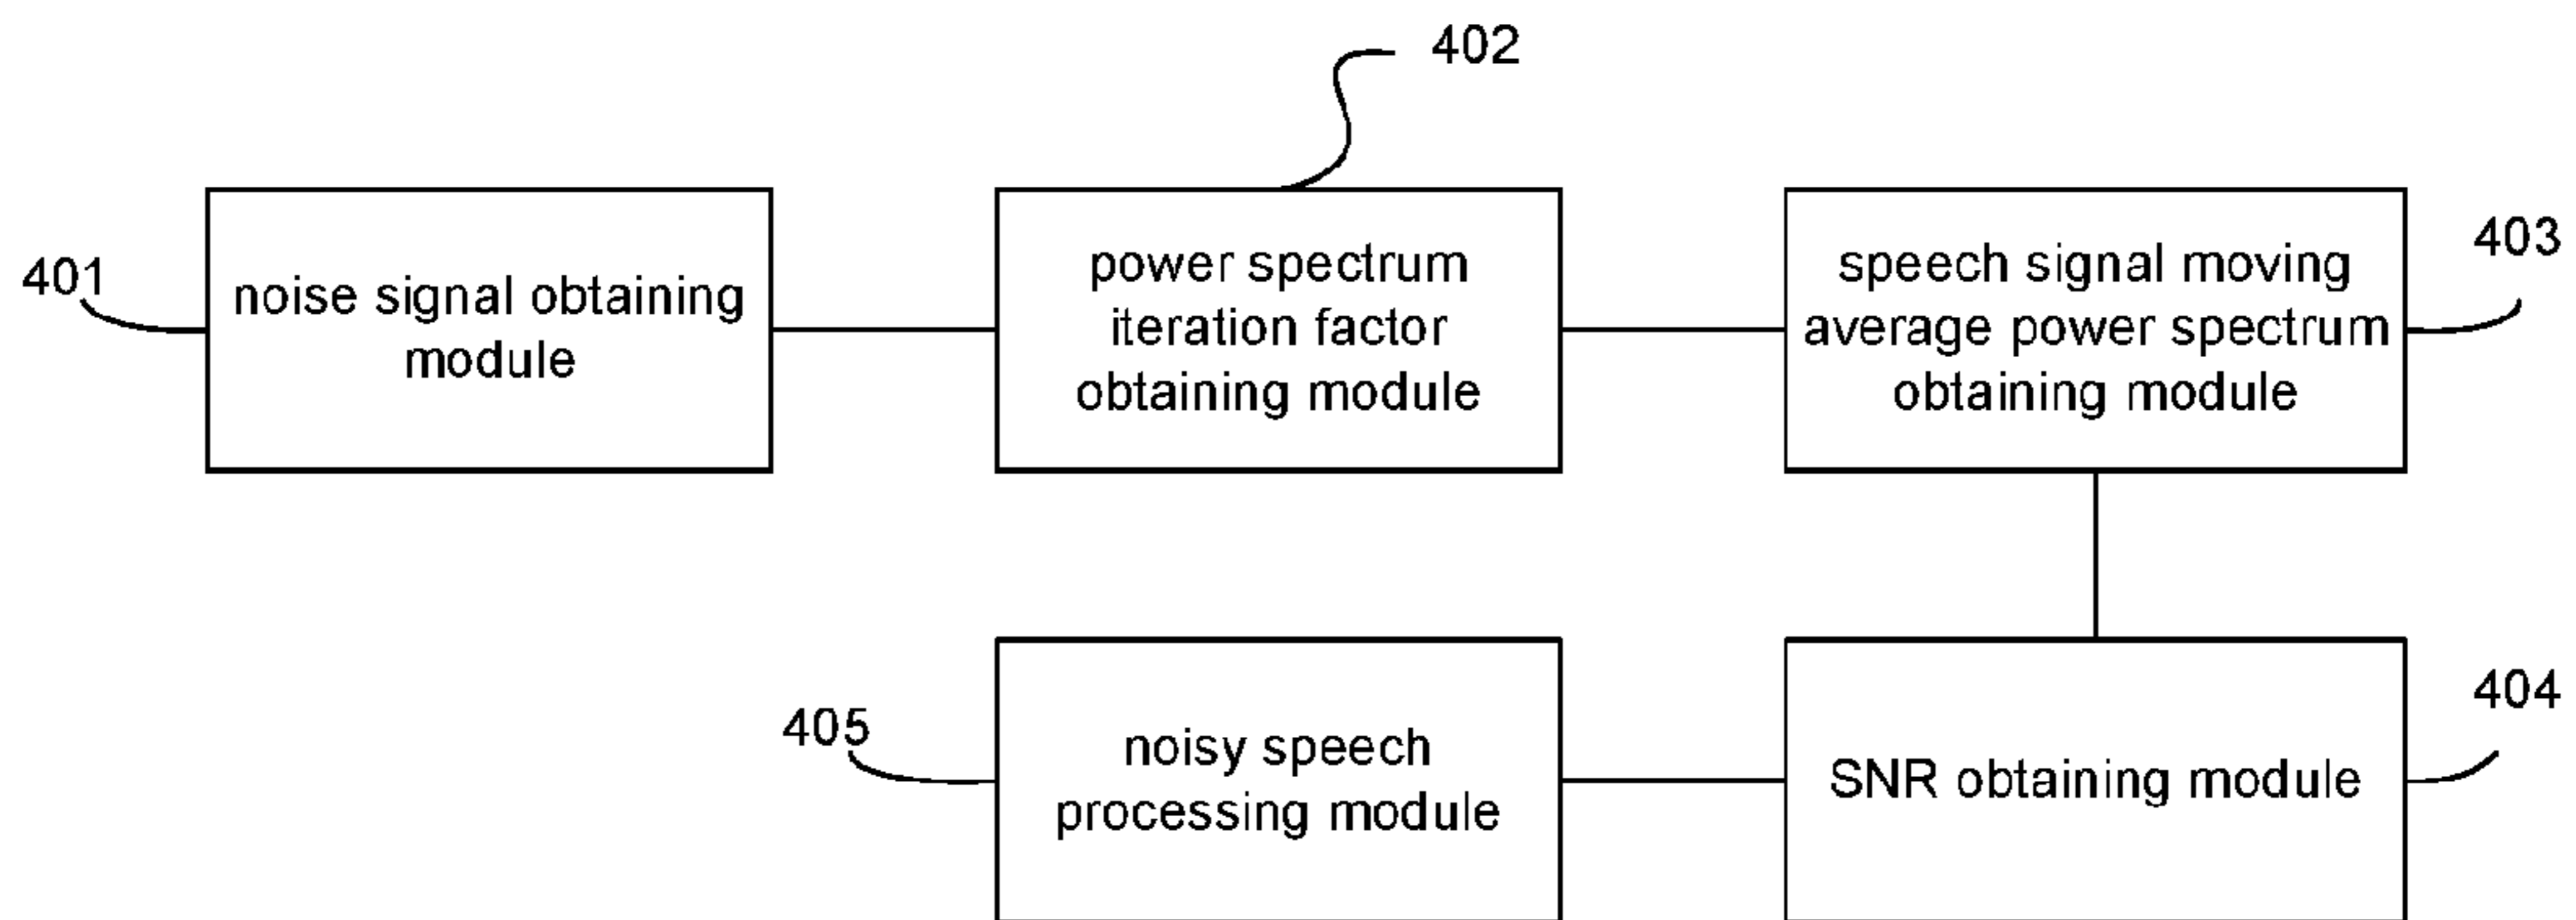 402
401
noise signal obtaining
module
power spectrum
iteration factor
obtaining module
speech signal moving
average power spectrum
obtaining module
403
405
noisy speech
processing module
SNR obtaining module
404